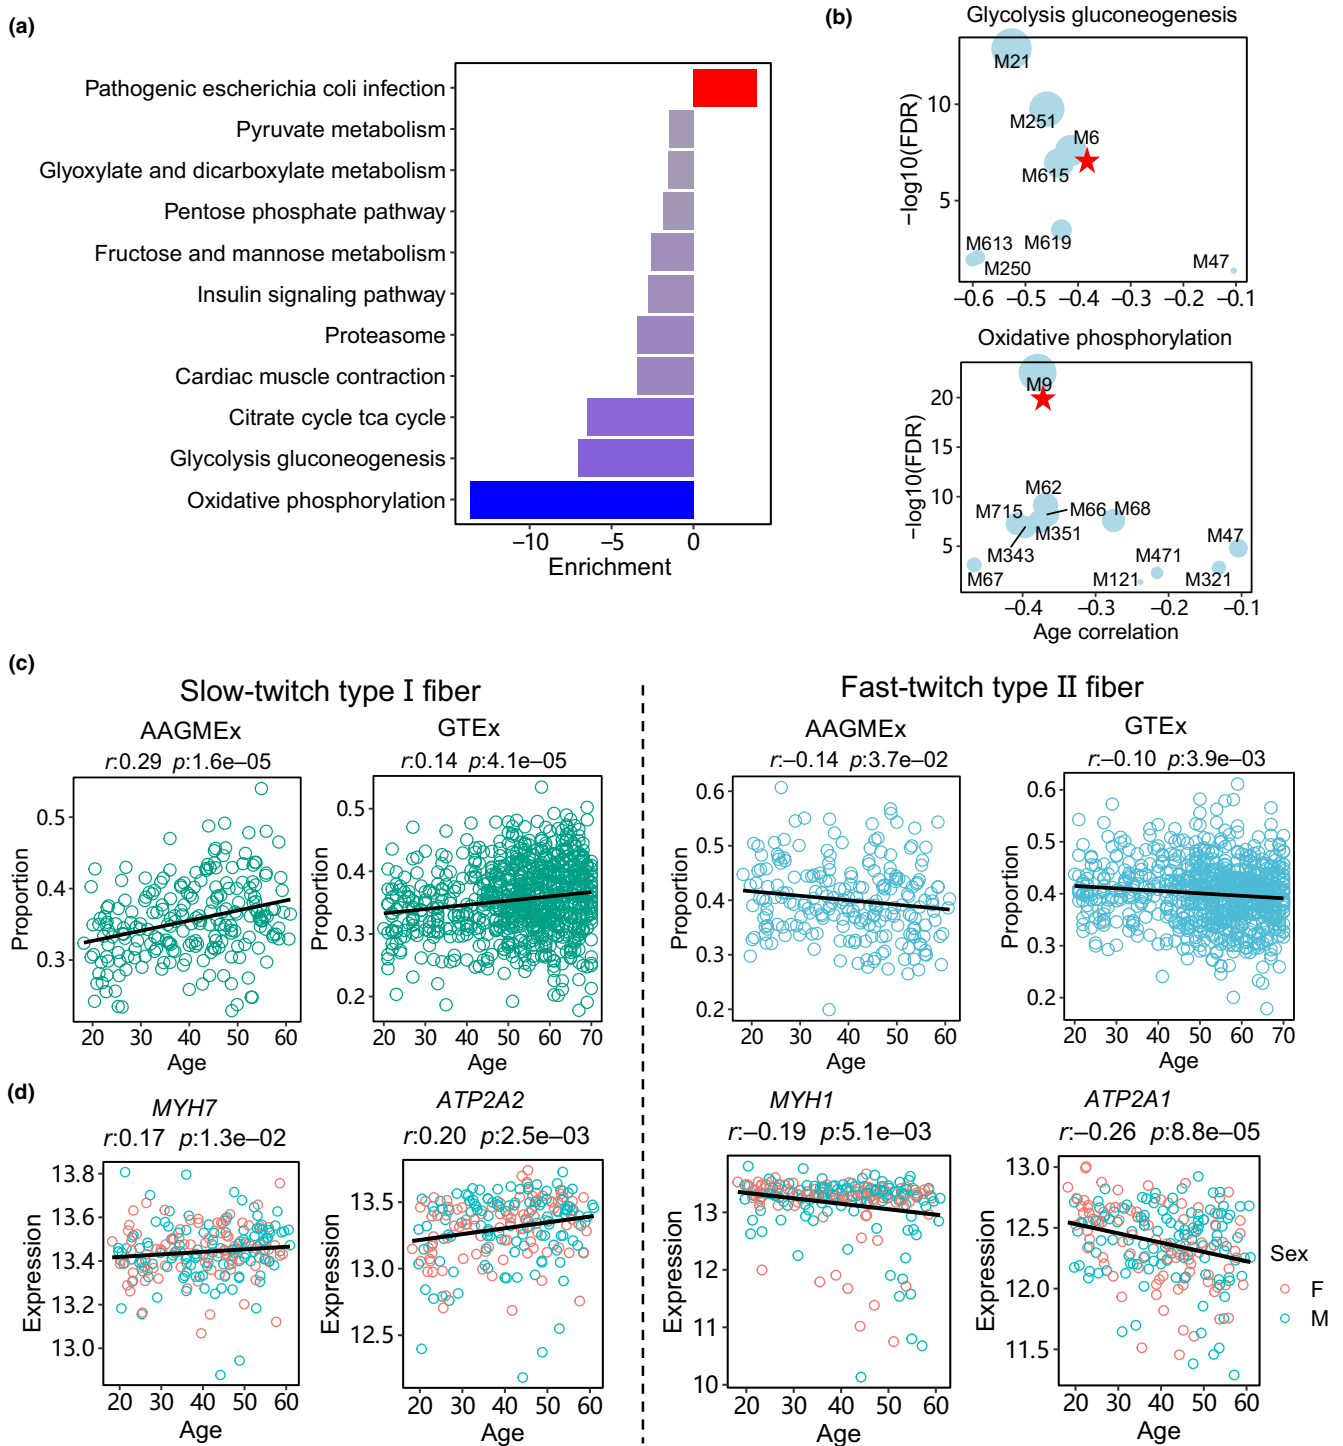 (a)
Pathogenic escherichia coli infection
Pyruvate metabolism
Glyoxylate and dicarboxylate metabolism
Pentose phosphate pathway
Fructose and mannose metabolism
Insulin signaling pathway
Proteasome
Cardiac muscle contraction
Citrate cycle tca cycle
Glycolysis gluconeogenesis
Oxidative phosphorylation
−10 −5 0
Enrichment
(b)
Glycolysis gluconeogenesis
−log10(FDR)
10
5
M21
M251
M6
M615
M619
M613
M250
M47
−0.6 −0.5 −0.4 −0.3 −0.2 −0.1
Oxidative phosphorylation
−log10(FDR)
20
15
10
5
M9
M62
M715
M66
M68
M343
M351
M67
M121
M471
M321
M47
−0.4 −0.3 −0.2 −0.1
Age correlation
(c)
Slow-twitch type I fiber
AAGMEx
r:0.29 p:1.6e−05
Proportion
0.5
0.4
0.3
20 30 40 50 60
Age
GTEx
r:0.14 p:4.1e−05
Proportion
0.5
0.4
0.3
0.2
20 30 40 50 60 70
Age
Fast-twitch type II fiber
AAGMEx
r:−0.14 p:3.7e−02
Proportion
0.6
0.5
0.4
0.3
0.2
20 30 40 50 60
Age
GTEx
r:−0.10 p:3.9e−03
Proportion
0.6
0.5
0.4
0.3
0.2
20 30 40 50 60 70
Age
(d)
MYH7
r:0.17 p:1.3e−02
Expression
13.8
13.6
13.4
13.2
13.0
20 30 40 50 60
Age
ATP2A2
r:0.20 p:2.5e−03
Expression
13.5
13.0
12.5
20 30 40 50 60
Age
MYH1
r:−0.19 p:5.1e−03
Expression
13
12
11
10
20 30 40 50 60
Age
ATP2A1
r:−0.26 p:8.8e−05
Expression
13.0
12.5
12.0
11.5
20 30 40 50 60
Age
Sex
F
M